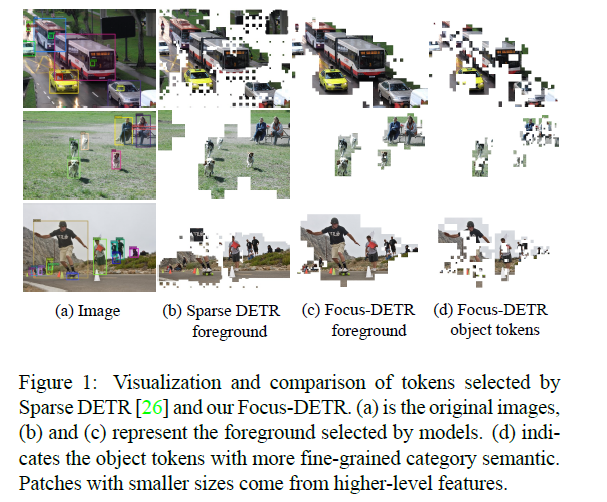 (a) Image
(b) Sparse DETR
foreground
(c) Focus-DETR
foreground
(d) Focus-DETR
object tokens
Figure 1: Visualization and comparison of tokens selected by
Sparse DETR [26] and our Focus-DETR. (a) is the original images,
(b) and (c) represent the foreground selected by models. (d) indi-
cates the object tokens with more fine-grained category semantic.
Patches with smaller sizes come from higher-level features.